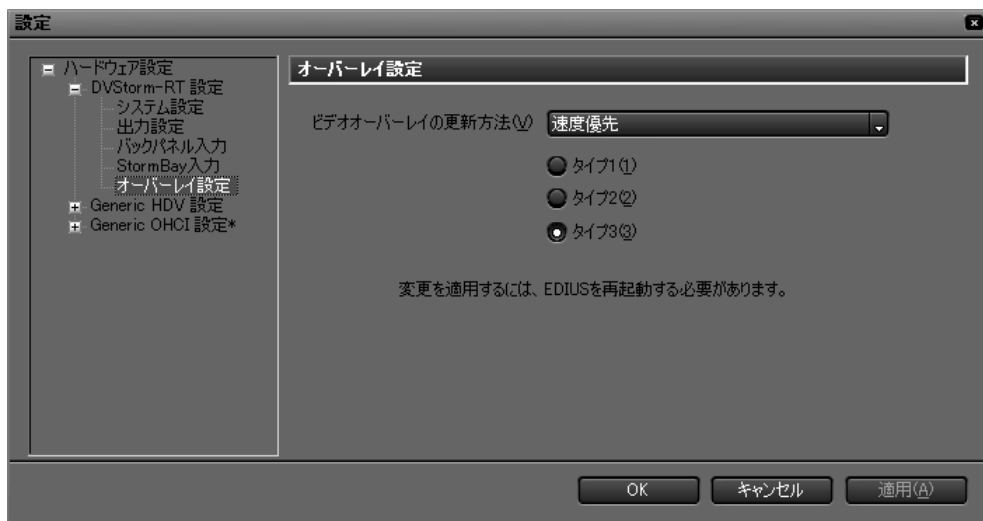 設定
ハードウェア設定
DVStorm-RT 設定
システム設定
出力設定
バックパネル入力
StormBay入力
オーバーレイ設定
Generic HDV 設定
Generic OHCI 設定*
オーバーレイ設定
ビデオオーバーレイの更新方法(V) 速度優先
タイプ1(1)
タイプ2(2)
タイプ3(3)
変更を適用するには、EDIUSを再起動する必要があります。
OK キャンセル 適用(A)